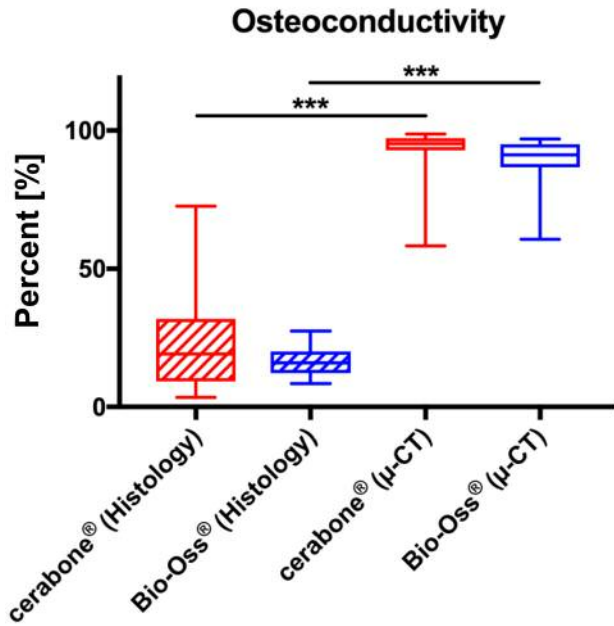 Osteoconductivity
***
***
Percent [%]
100
50
0
cerabone® (Histology)
Bio-Oss® (Histology)
cerabone® (µ-CT)
Bio-Oss® (µ-CT)